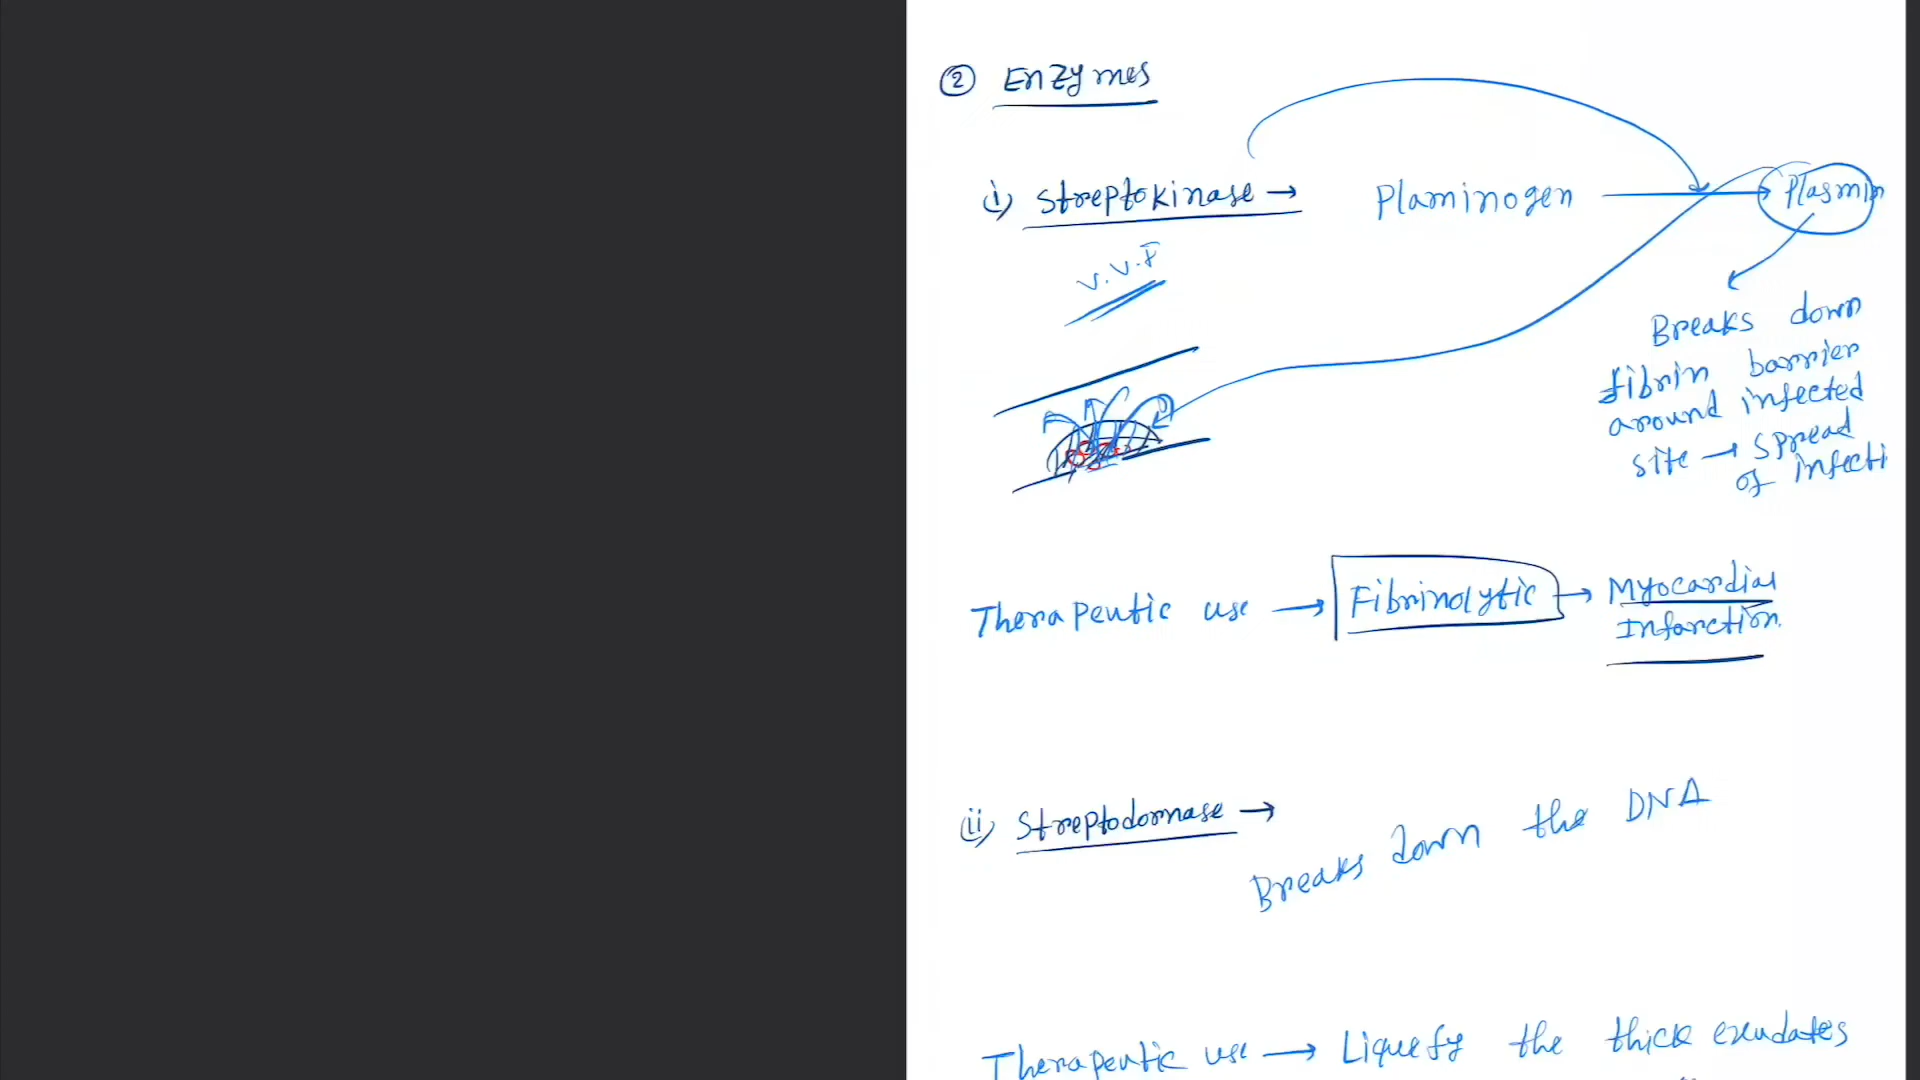 ② Enzymes
i) Streptokinase → Plaminogen → Plasmin
V.V.I
Breaks down
fibrin barrier
around infected
site → Spread
of infecti
Therapeutic use → Fibrinolytic → Myocardial
Infarction.
(ii) Streptodornase →
Breaks down the DNA
Therapeutic use → Liquefy the thick exudates